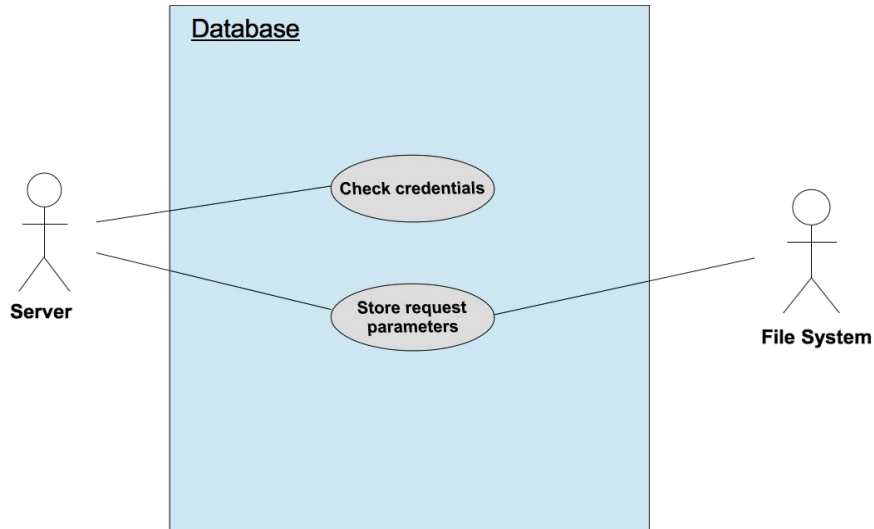 Database
Check credentials
Server
Store request
parameters
File System